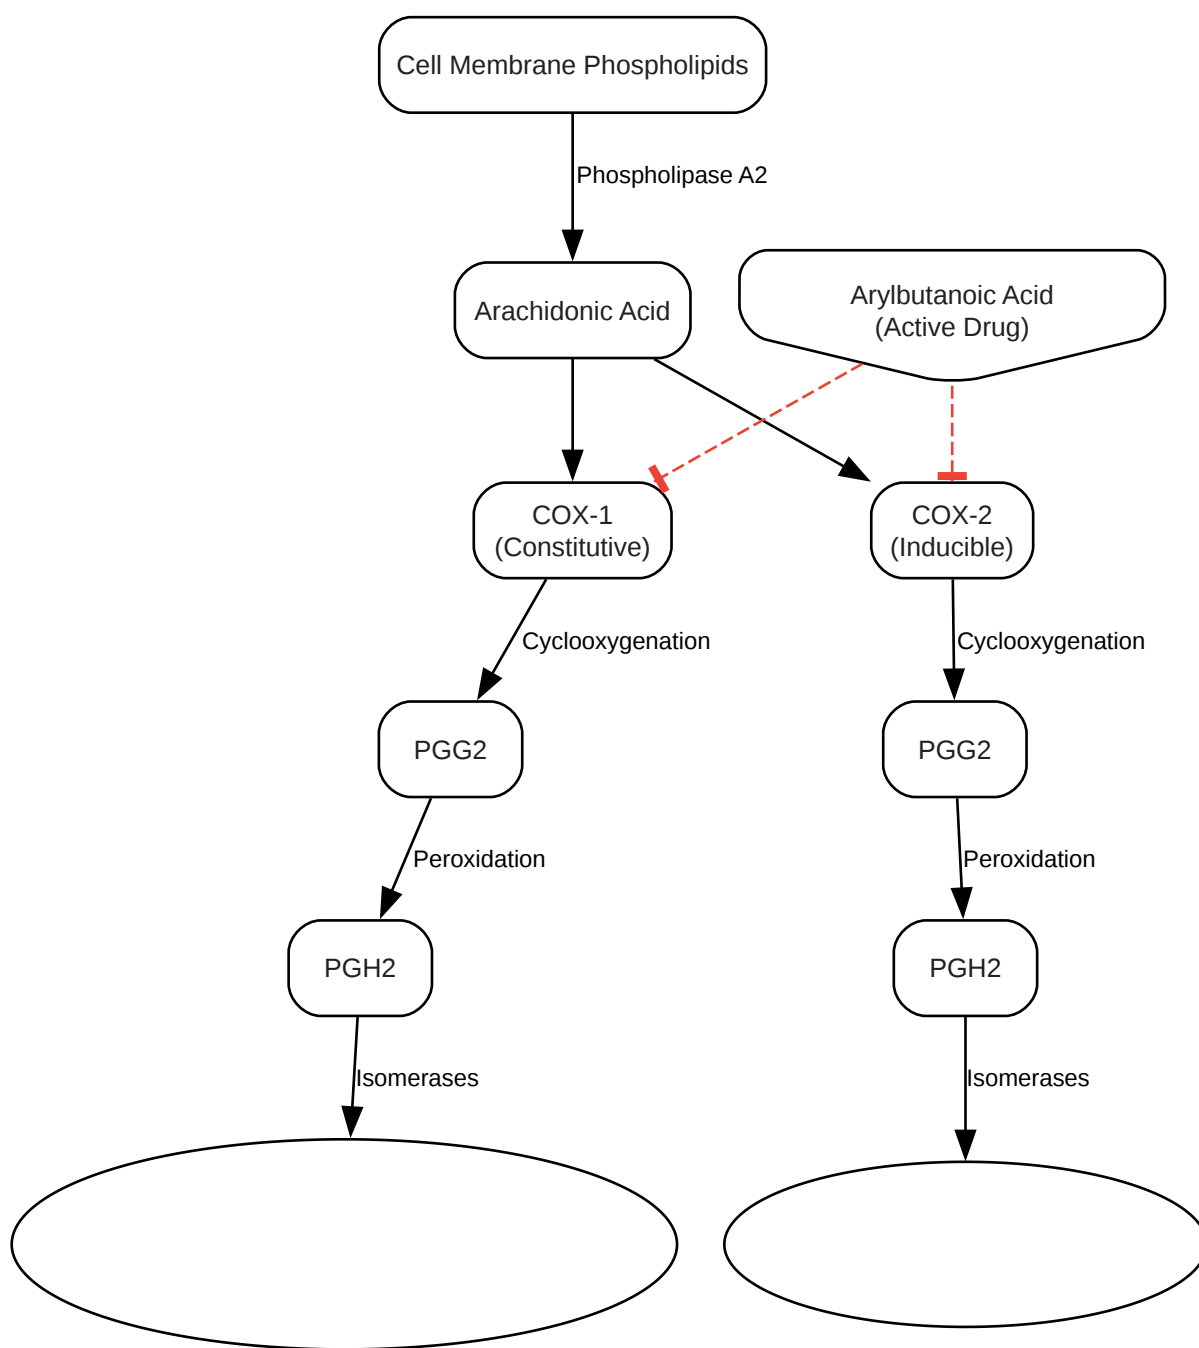 Cell Membrane Phospholipids
Phospholipase A2
Arachidonic Acid
Arylbutanoic Acid
(Active Drug)
COX-1
(Constitutive)
COX-2
(Inducible)
Cyclooxygenation
Cyclooxygenation
PGG2
PGG2
Peroxidation
Peroxidation
PGH2
PGH2
Isomerases
Isomerases